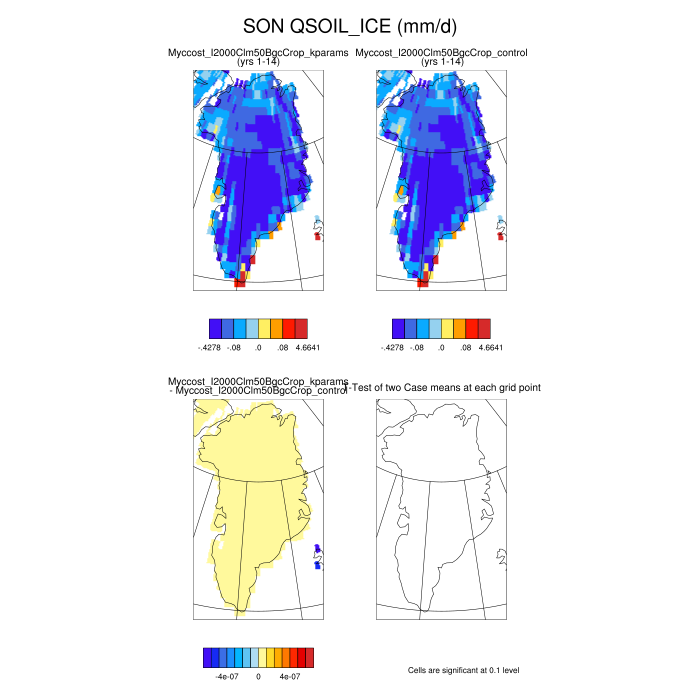 SON QSOIL_ICE (mm/d)
Myccost_I2000Clm50BgcCrop_kparams
(yrs 1-14)
Myccost_I2000Clm50BgcCrop_control
(yrs 1-14)
-.4278 -.08 .0 .08 4.6641
-.4278 -.08 .0 .08 4.6641
Myccost_I2000Clm50BgcCrop_kparams
- Myccost_I2000Clm50BgcCrop_control
-Test of two Case means at each grid point
-4e-07 0 4e-07
Cells are significant at 0.1 level